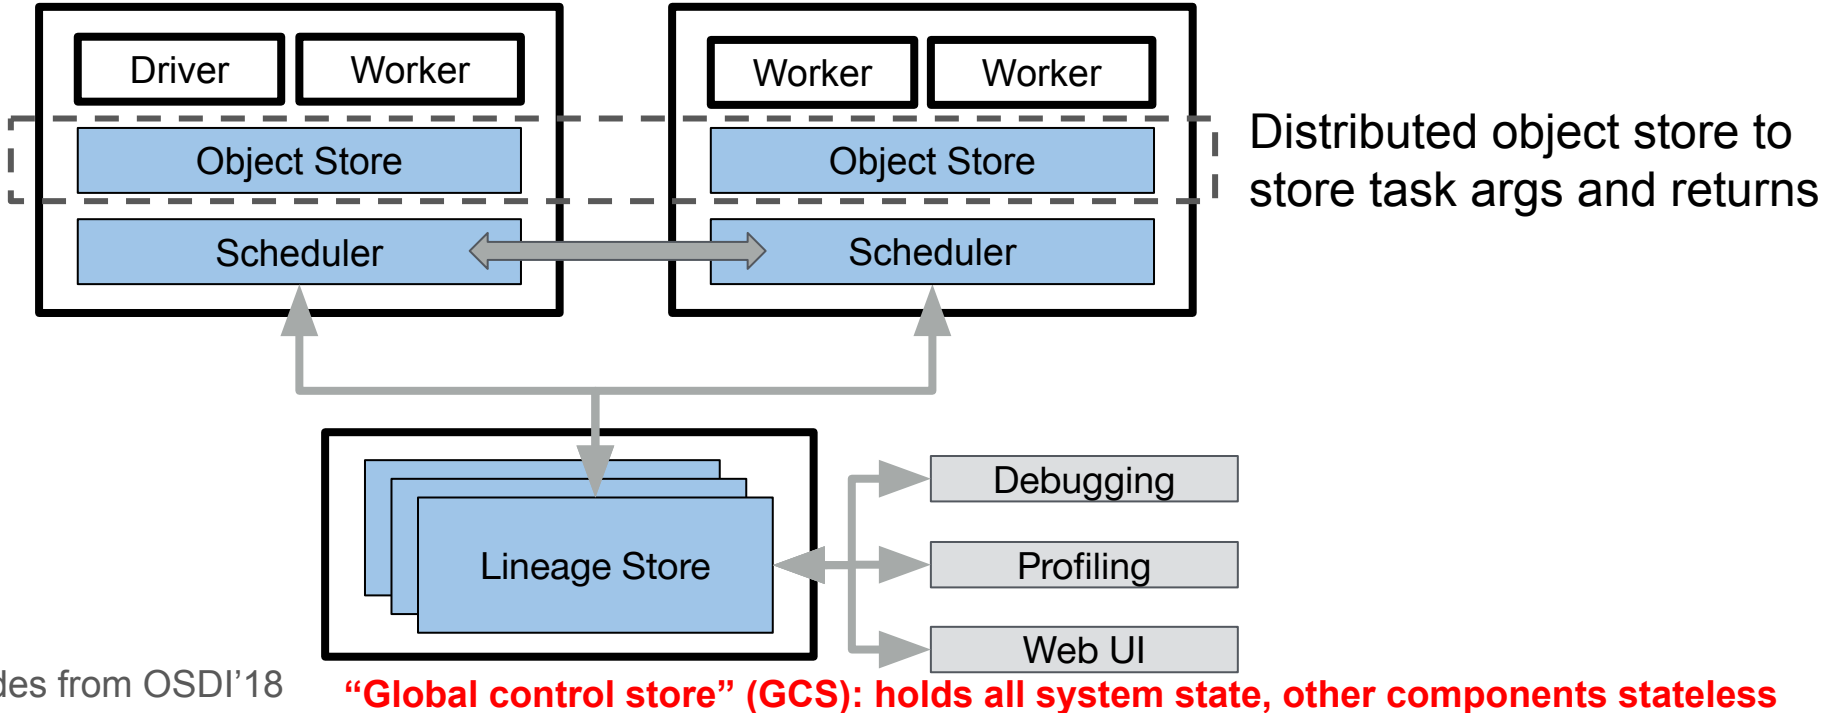 Driver
Worker
Worker
Worker
Object Store
Object Store
Distributed object store to
store task args and returns
Scheduler
Scheduler
Lineage Store
Debugging
Profiling
Web UI
from OSDI'18
“Global control store” (GCS): holds all system state, other components stateless